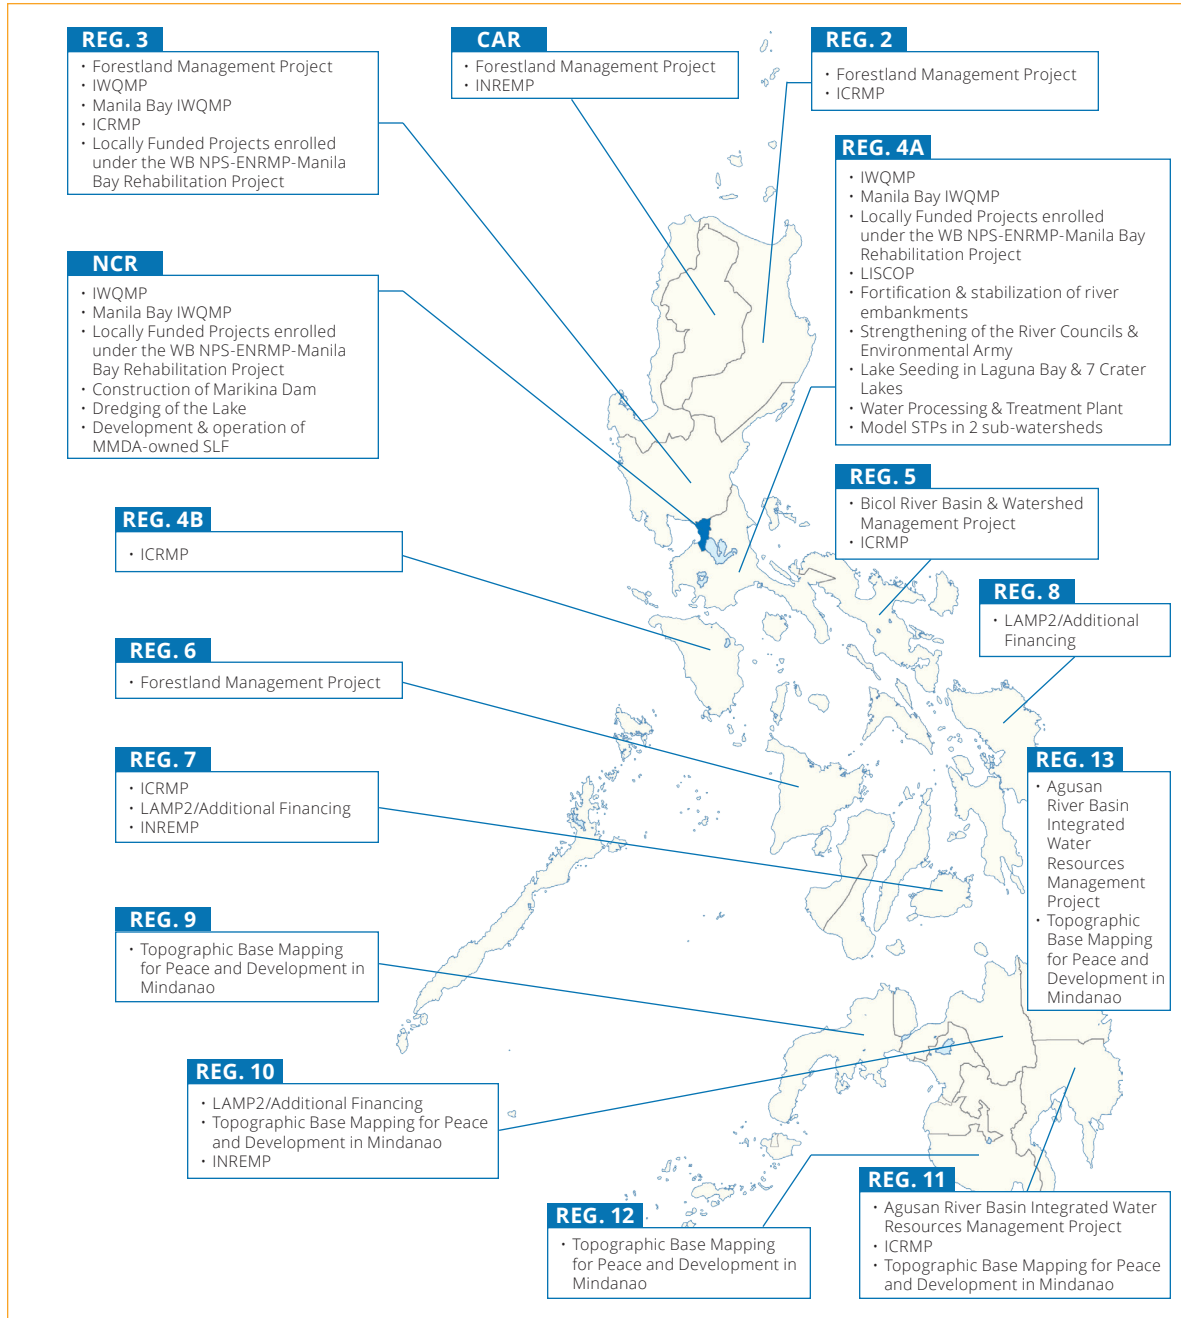 REG. 3
• Forestland Management Project
• IWQMP
• Manila Bay IWQMP
• ICRMP
• Locally Funded Projects enrolled
under the WB NPS-ENRMP-Manila
Bay Rehabilitation Project
CAR
• Forestland Management Project
• INREMP
REG. 2
• Forestland Management Project
• ICRMP
REG. 4A
• IWQMP
• Manila Bay IWQMP
• Locally Funded Projects enrolled
under the WB NPS-ENRMP-Manila Bay
Rehabilitation Project
• LISCOP
• Fortification & stabilization of river
embankments
• Strengthening of the River Councils &
Environmental Army
• Lake Seeding in Laguna Bay & 7 Crater
Lakes
• Water Processing & Treatment Plant
• Model STPs in 2 sub-watersheds
NCR
• IWQMP
• Manila Bay IWQMP
• Locally Funded Projects enrolled
under the WB NPS-ENRMP-Manila
Bay Rehabilitation Project
• Construction of Marikina Dam
• Dredging of the Lake
• Development & operation of
MMDA-owned SLF
REG. 5
• Bicol River Basin & Watershed
Management Project
• ICRMP
REG. 4B
• ICRMP
REG. 8
• LAMP2/Additional
Financing
REG. 6
• Forestland Management Project
REG. 7
• ICRMP
• LAMP2/Additional Financing
• INREMP
REG. 13
• Agusan
River Basin
Integrated
Water
Resources
Management
Project
• Topographic
Base Mapping
for Peace and
Development in
Mindanao
REG. 9
• Topographic Base Mapping
for Peace and Development in
Mindanao
REG. 10
• LAMP2/Additional Financing
• Topographic Base Mapping for Peace
and Development in Mindanao
• INREMP
REG. 12
• Topographic Base Mapping
for Peace and Development in
Mindanao
REG. 11
• Agusan River Basin Integrated Water
Resources Management Project
• ICRMP
• Topographic Base Mapping for Peace
and Development in Mindanao